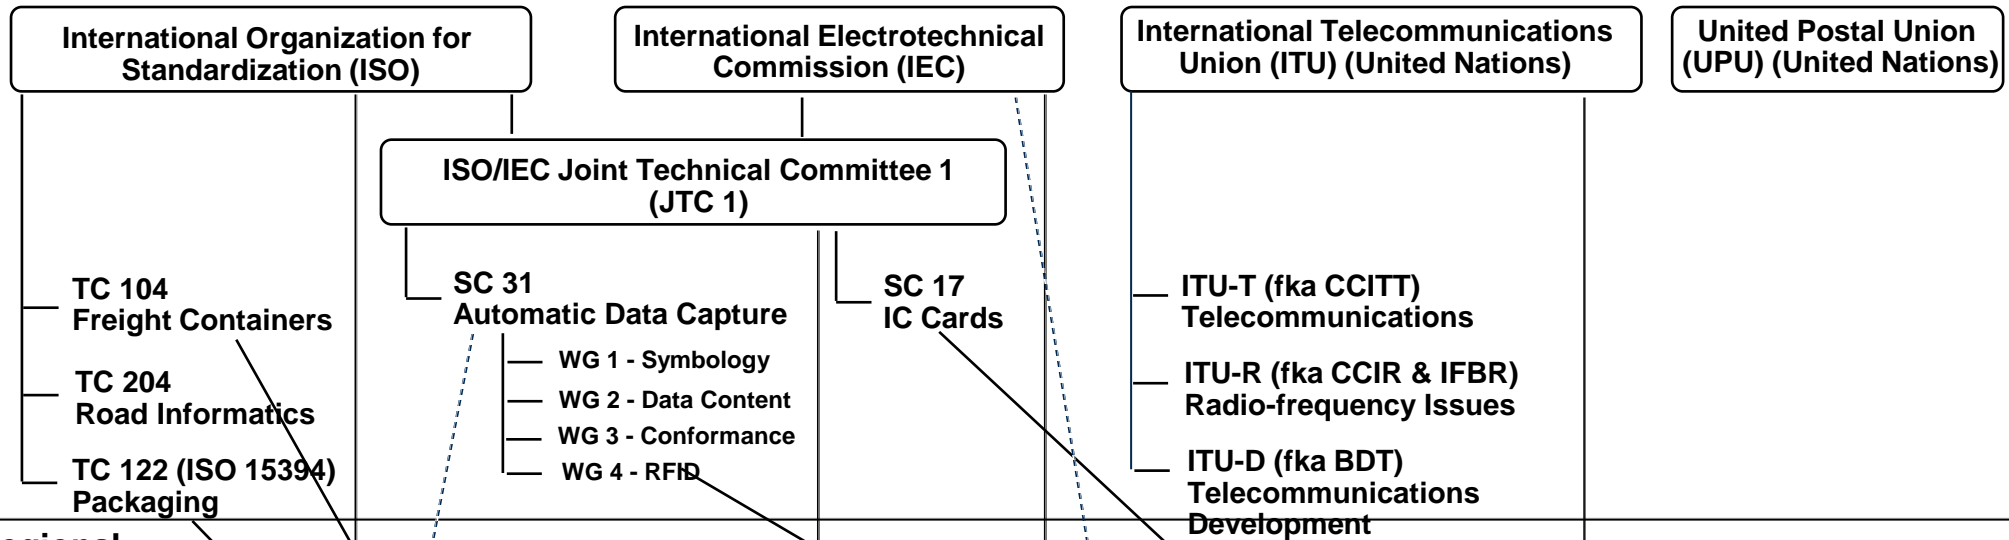 International Organization for
Standardization (ISO)
International Electrotechnical
Commission (IEC)
International Telecommunications
Union (ITU) (United Nations)
United Postal Union
(UPU) (United Nations)
ISO/IEC Joint Technical Committee 1
(JTC 1)
TC 104
Freight Containers
TC 204
Road Informatics
TC 122 (ISO 15394)
Packaging
SC 31
Automatic Data Capture
WG 1 - Symbology
WG 2 - Data Content
WG 3 - Conformance
WG 4 - RFID
SC 17
IC Cards
ITU-T (fka CCITT)
Telecommunications
ITU-R (fka CCIR & IFBR)
Radio-frequency Issues
ITU-D (fka BDT)
Telecommunications
Development